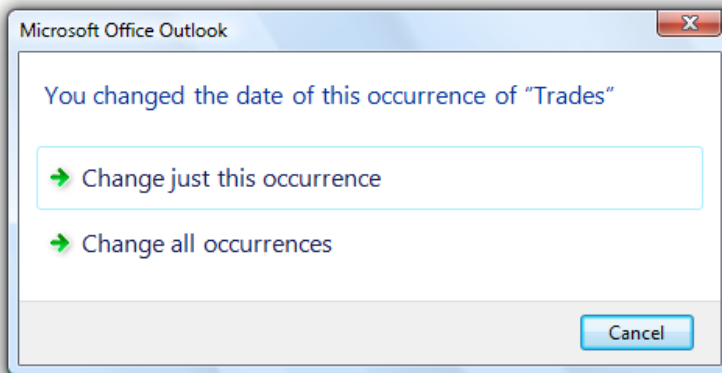 Microsoft Office Outlook
You changed the date of this occurrence of “Trades”
Change just this occurrence
Change all occurrences
Cancel